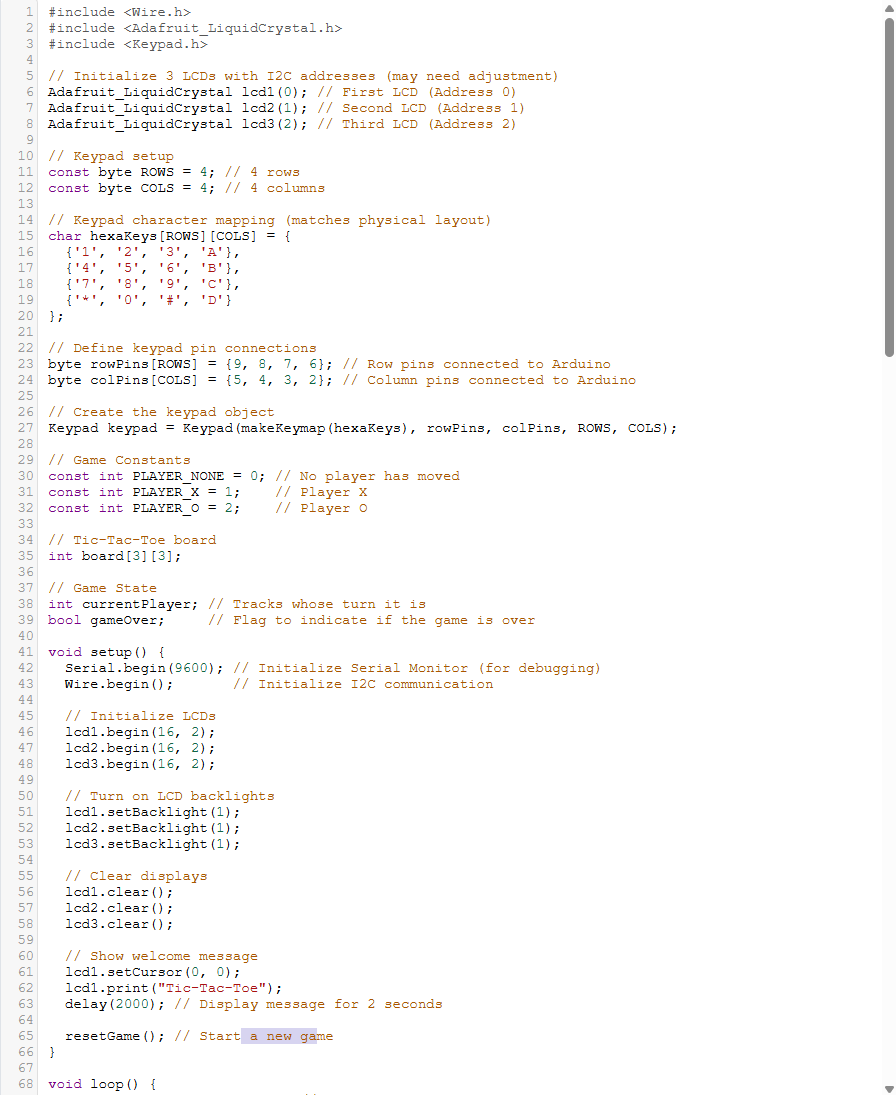 1 #include <Wire.h>
2 #include <Adafruit_LiquidCrystal.h>
3 #include <Keypad.h>
4
5 // Initialize 3 LCDs with I2C addresses (may need adjustment)
6 Adafruit_LiquidCrystal lcd1(0); // First LCD (Address 0)
7 Adafruit_LiquidCrystal lcd2(1); // Second LCD (Address 1)
8 Adafruit_LiquidCrystal lcd3(2); // Third LCD (Address 2)
9
10 // Keypad setup
11 const byte ROWS = 4; // 4 rows
12 const byte COLS = 4; // 4 columns
13
14 // Keypad character mapping (matches physical layout)
15 char hexaKeys[ROWS][COLS] = {
16   {'1', '2', '3', 'A'},
17   {'4', '5', '6', 'B'},
18   {'7', '8', '9', 'C'},
19   {'*', '0', '#', 'D'}
20 };
21
22 // Define keypad pin connections
23 byte rowPins[ROWS] = {9, 8, 7, 6}; // Row pins connected to Arduino
24 byte colPins[COLS] = {5, 4, 3, 2}; // Column pins connected to Arduino
25
26 // Create the keypad object
27 Keypad keypad = Keypad(makeKeymap(hexaKeys), rowPins, colPins, ROWS, COLS);
28
29 // Game Constants
30 const int PLAYER_NONE = 0; // No player has moved
31 const int PLAYER_X = 1;    // Player X
32 const int PLAYER_O = 2;    // Player O
33
34 // Tic-Tac-Toe board
35 int board[3][3];
36
37 // Game State
38 int currentPlayer; // Tracks whose turn it is
39 bool gameOver;     // Flag to indicate if the game is over
40
41 void setup() {
42   Serial.begin(9600); // Initialize Serial Monitor (for debugging)
43   Wire.begin();       // Initialize I2C communication
44
45   // Initialize LCDs
46   lcd1.begin(16, 2);
47   lcd2.begin(16, 2);
48   lcd3.begin(16, 2);
49
50   // Turn on LCD backlights
51   lcd1.setBacklight(1);
52   lcd2.setBacklight(1);
53   lcd3.setBacklight(1);
54
55   // Clear displays
56   lcd1.clear();
57   lcd2.clear();
58   lcd3.clear();
59
60   // Show welcome message
61   lcd1.setCursor(0, 0);
62   lcd1.print("Tic-Tac-Toe");
63   delay(2000); // Display message for 2 seconds
64
65   resetGame(); // Start a new game
66 }
67
68 void loop() {